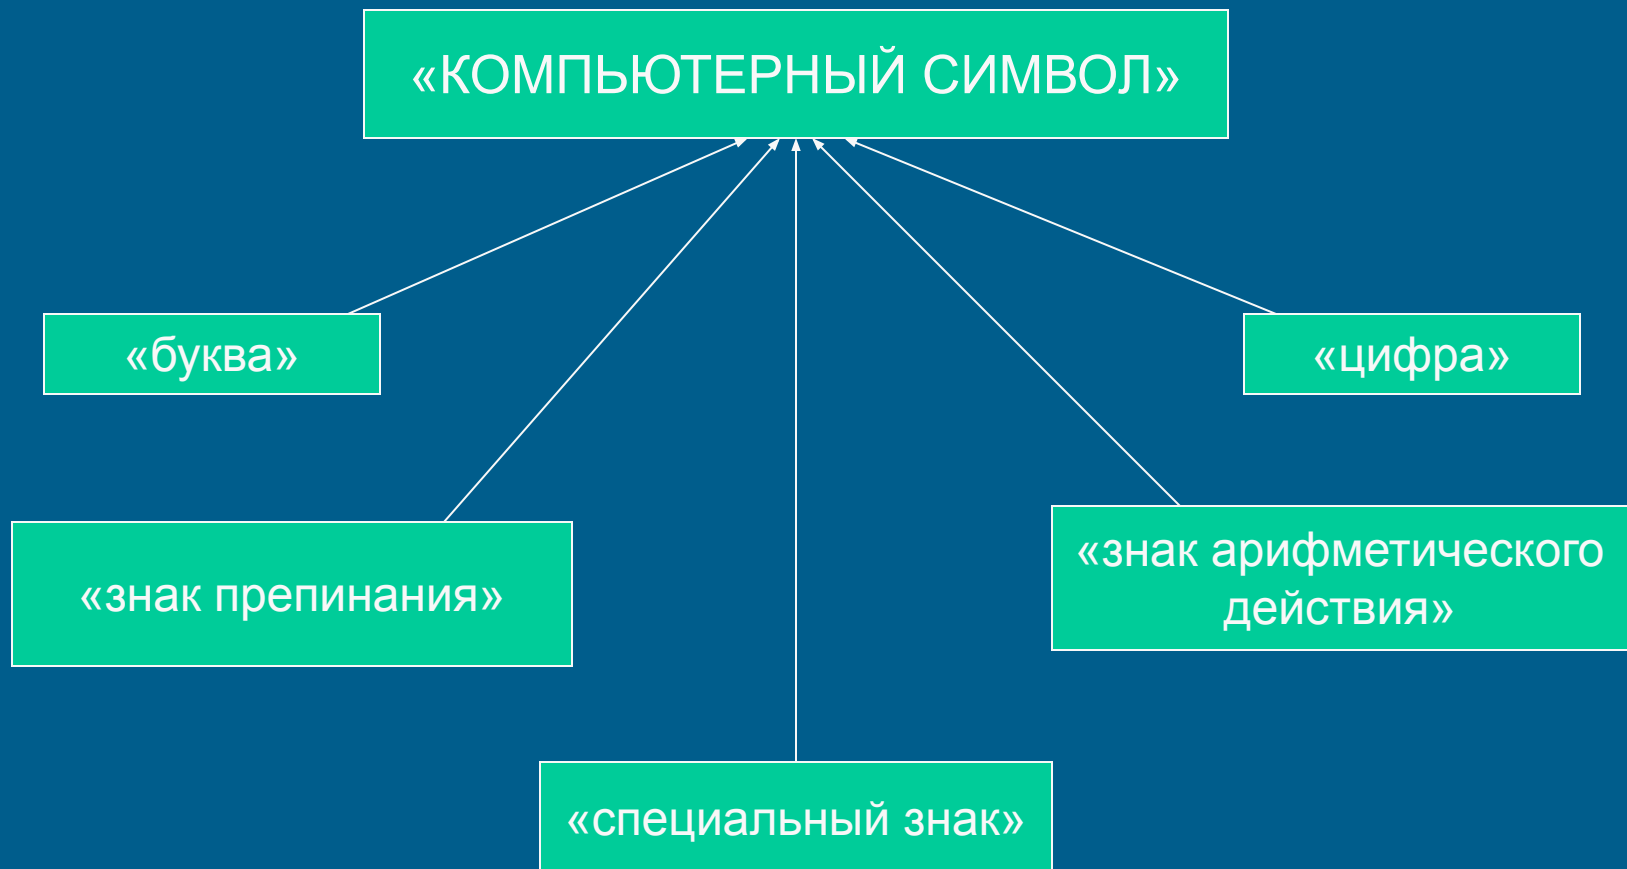 «КОМПЬЮТЕРНЫЙ СИМВОЛ»
«буква»
«цифра»
«знак препинания»
«знак арифметического
действия»
«специальный знак»